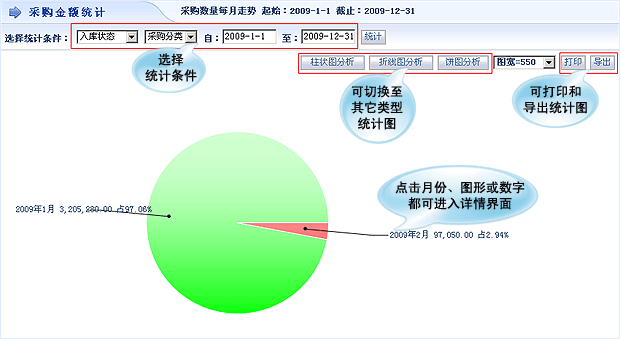 采购金额统计
采购数量每月走势 起始：2009-1-1 截止：2009-12-31
选择统计条件： 入库状态 采购分类 自： 2009-1-1 至： 2009-12-31 统计
柱状图分析 折线图分析 饼图分析 图宽=550 打印 导出
选择
统计条件
可切换至
其它类型
统计图
可打印和
导出统计图
点击月份、图形或数字
都可进入详情界面
2009年1月 3,205,280.00 占97.06%
2009年2月 97,050.00 占2.94%